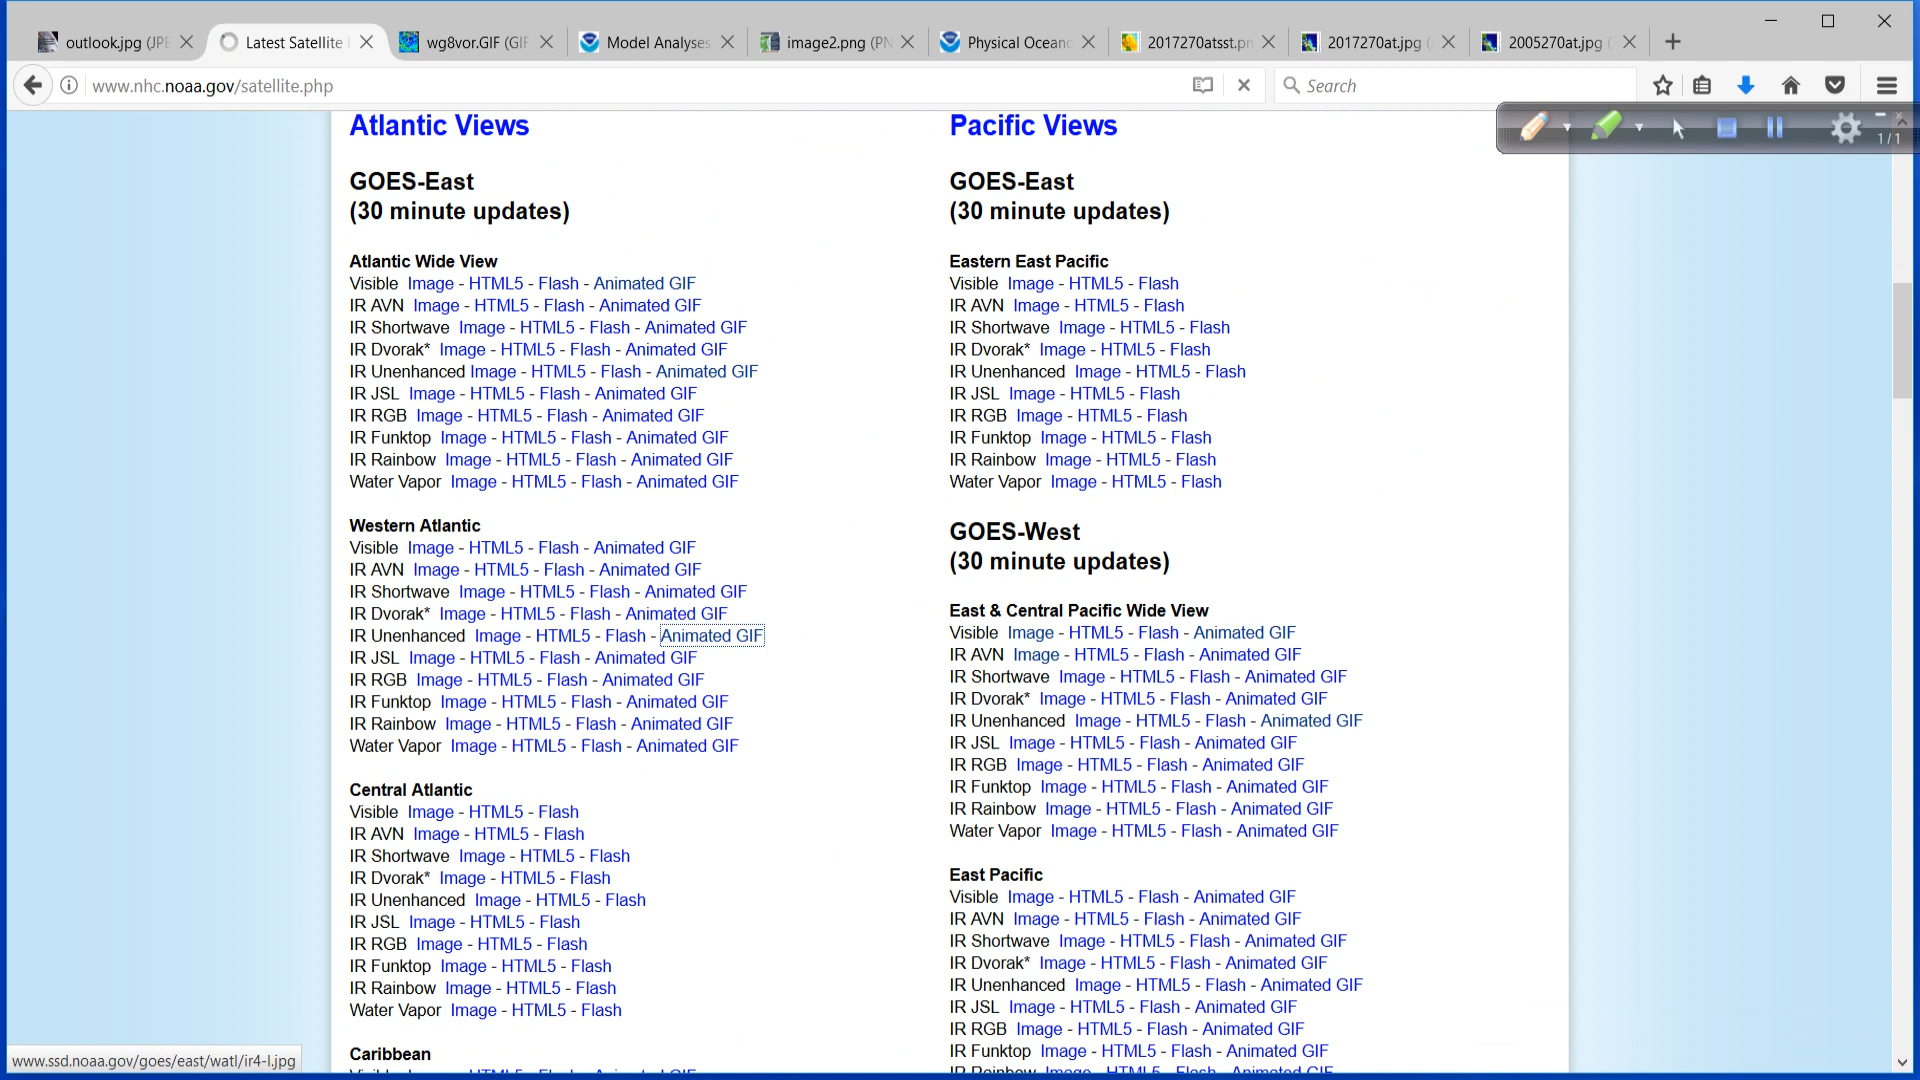 outlook.jpg (JPE
Latest Satellite
wg8vor.GIF (GIF
Model Analyses
image2.png (PN
Physical Ocean
2017270atsst.pn
2017270at.jpg (
2005270at.jpg (
www.nhc.noaa.gov/satellite.php
Search
1/1
Atlantic Views
GOES-East
(30 minute updates)
Atlantic Wide View
Visible Image - HTML5 - Flash - Animated GIF
IR AVN Image - HTML5 - Flash - Animated GIF
IR Shortwave Image - HTML5 - Flash - Animated GIF
IR Dvorak* Image - HTML5 - Flash - Animated GIF
IR Unenhanced Image - HTML5 - Flash - Animated GIF
IR JSL Image - HTML5 - Flash - Animated GIF
IR RGB Image - HTML5 - Flash - Animated GIF
IR Funktop Image - HTML5 - Flash - Animated GIF
IR Rainbow Image - HTML5 - Flash - Animated GIF
Water Vapor Image - HTML5 - Flash - Animated GIF
Western Atlantic
Visible Image - HTML5 - Flash - Animated GIF
IR AVN Image - HTML5 - Flash - Animated GIF
IR Shortwave Image - HTML5 - Flash - Animated GIF
IR Dvorak* Image - HTML5 - Flash - Animated GIF
IR Unenhanced Image - HTML5 - Flash - Animated GIF
IR JSL Image - HTML5 - Flash - Animated GIF
IR RGB Image - HTML5 - Flash - Animated GIF
IR Funktop Image - HTML5 - Flash - Animated GIF
IR Rainbow Image - HTML5 - Flash - Animated GIF
Water Vapor Image - HTML5 - Flash - Animated GIF
Central Atlantic
Visible Image - HTML5 - Flash
IR AVN Image - HTML5 - Flash
IR Shortwave Image - HTML5 - Flash
IR Dvorak* Image - HTML5 - Flash
IR Unenhanced Image - HTML5 - Flash
IR JSL Image - HTML5 - Flash
IR RGB Image - HTML5 - Flash
IR Funktop Image - HTML5 - Flash
IR Rainbow Image - HTML5 - Flash
Water Vapor Image - HTML5 - Flash
Caribbean
Visible Image - HTML5 - Flash - Animated GIF
Pacific Views
GOES-East
(30 minute updates)
Eastern East Pacific
Visible Image - HTML5 - Flash
IR AVN Image - HTML5 - Flash
IR Shortwave Image - HTML5 - Flash
IR Dvorak* Image - HTML5 - Flash
IR Unenhanced Image - HTML5 - Flash
IR JSL Image - HTML5 - Flash
IR RGB Image - HTML5 - Flash
IR Funktop Image - HTML5 - Flash
IR Rainbow Image - HTML5 - Flash
Water Vapor Image - HTML5 - Flash
GOES-West
(30 minute updates)
East & Central Pacific Wide View
Visible Image - HTML5 - Flash - Animated GIF
IR AVN Image - HTML5 - Flash - Animated GIF
IR Shortwave Image - HTML5 - Flash - Animated GIF
IR Dvorak* Image - HTML5 - Flash - Animated GIF
IR Unenhanced Image - HTML5 - Flash - Animated GIF
IR JSL Image - HTML5 - Flash - Animated GIF
IR RGB Image - HTML5 - Flash - Animated GIF
IR Funktop Image - HTML5 - Flash - Animated GIF
IR Rainbow Image - HTML5 - Flash - Animated GIF
Water Vapor Image - HTML5 - Flash - Animated GIF
East Pacific
Visible Image - HTML5 - Flash - Animated GIF
IR AVN Image - HTML5 - Flash - Animated GIF
IR Shortwave Image - HTML5 - Flash - Animated GIF
IR Dvorak* Image - HTML5 - Flash - Animated GIF
IR Unenhanced Image - HTML5 - Flash - Animated GIF
IR JSL Image - HTML5 - Flash - Animated GIF
IR RGB Image - HTML5 - Flash - Animated GIF
IR Funktop Image - HTML5 - Flash - Animated GIF
IR Rainbow Image - HTML5 - Flash - Animated GIF
www.ssd.noaa.gov/goes/east/watl/ir4-l.jpg